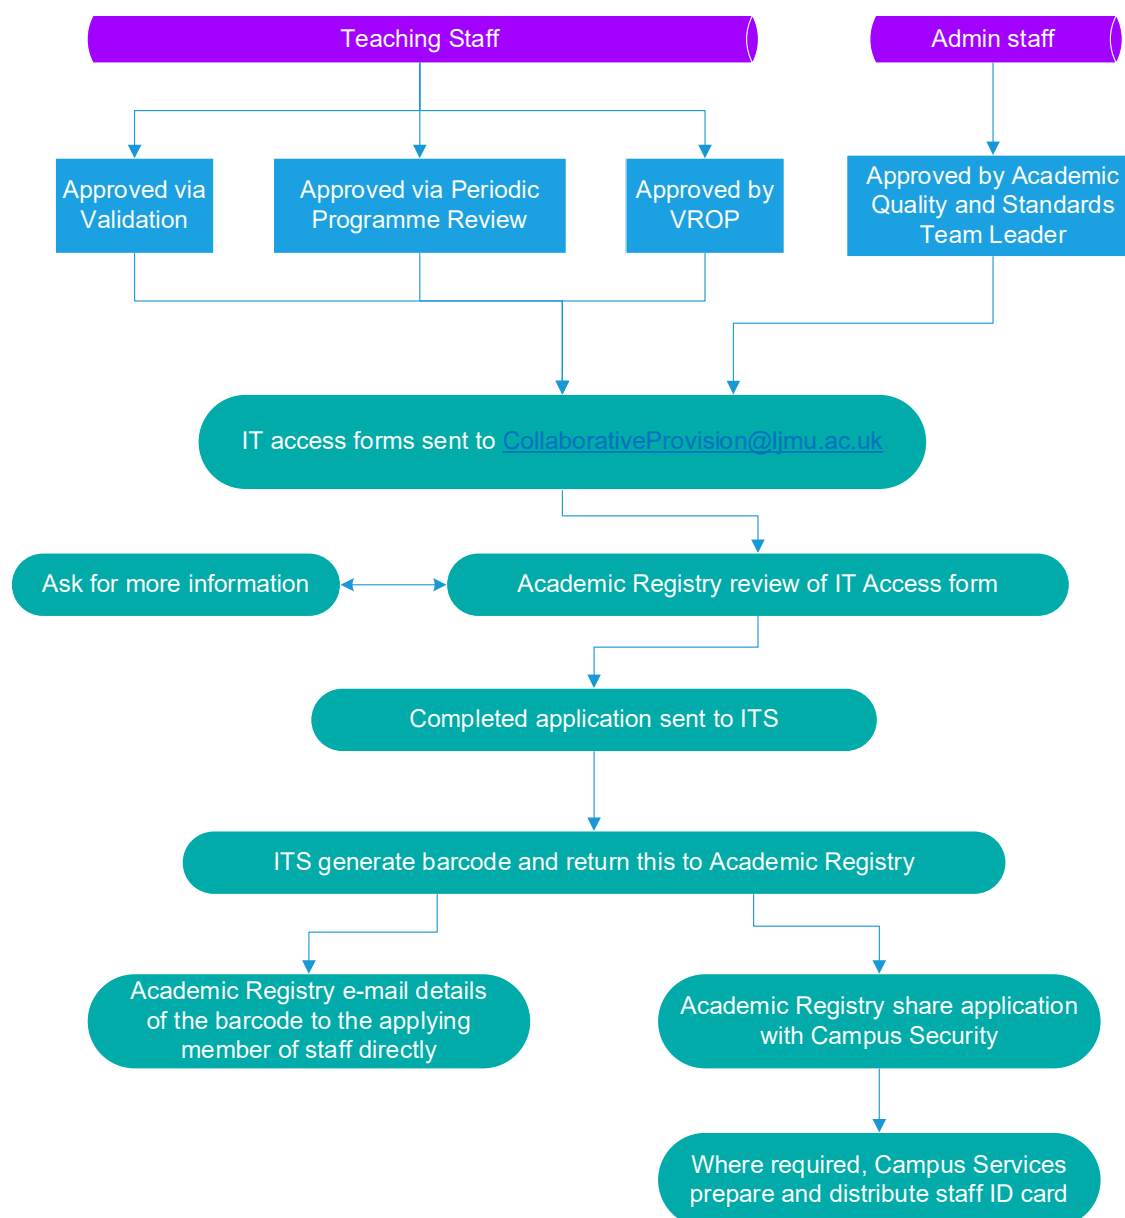 Teaching Staff
Admin staff
Approved via
Validation
Approved via Periodic
Programme Review
Approved by
VROP
Approved by Academic
Quality and Standards
Team Leader
IT access forms sent to CollaborativeProvision@ljmu.ac.uk
Ask for more information
Academic Registry review of IT Access form
Completed application sent to ITS
ITS generate barcode and return this to Academic Registry
Academic Registry e-mail details
of the barcode to the applying
member of staff directly
Academic Registry share application
with Campus Security
Where required, Campus Services
prepare and distribute staff ID card